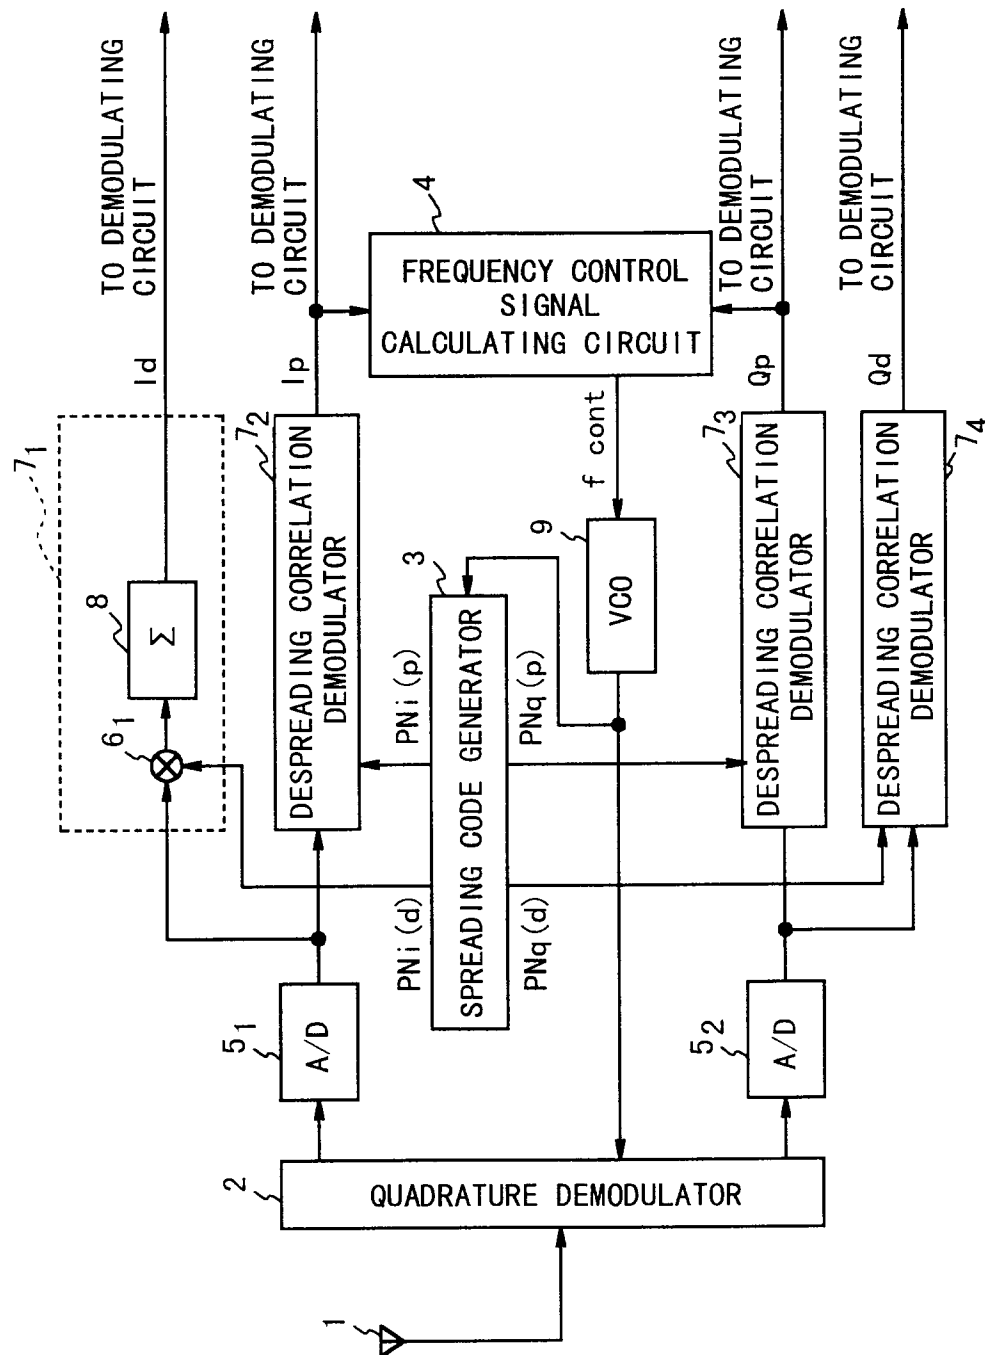 TO DEMODULATING
CIRCUIT
Id
7₁
8
Σ
6₁
TO DEMODULATING
CIRCUIT
Ip
7₂
DESPREADING CORRELATION
DEMODULATOR
5₁
A/D
4
FREQUENCY CONTROL
SIGNAL
CALCULATING CIRCUIT
f cont
9
VCO
3
PNi(p)
PNi(d)
SPREADING CODE GENERATOR
PNq(p)
PNq(d)
2
QUADRATURE DEMODULATOR
1
TO DEMODULATING
CIRCUIT
Qp
7₃
DESPREADING CORRELATION
DEMODULATOR
5₂
A/D
TO DEMODULATING
CIRCUIT
Qd
7₄
DESPREADING CORRELATION
DEMODULATOR